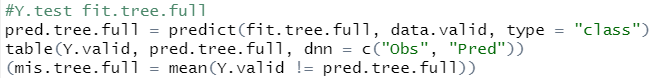 #Y.test fit.tree.full
pred.tree.full = predict(fit.tree.full, data.valid, type = "class")
table(Y.valid, pred.tree.full, dnn = c("Obs", "Pred"))
(mis.tree.full = mean(Y.valid != pred.tree.full))